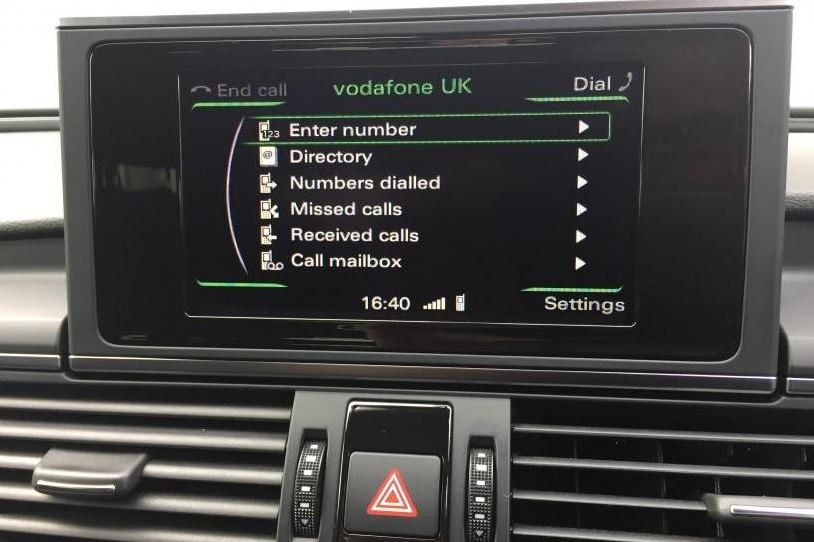 End call vodafone UK Dial
123 Enter number
@ Directory
Numbers dialled
Missed calls
Received calls
Call mailbox
16:40 Settings